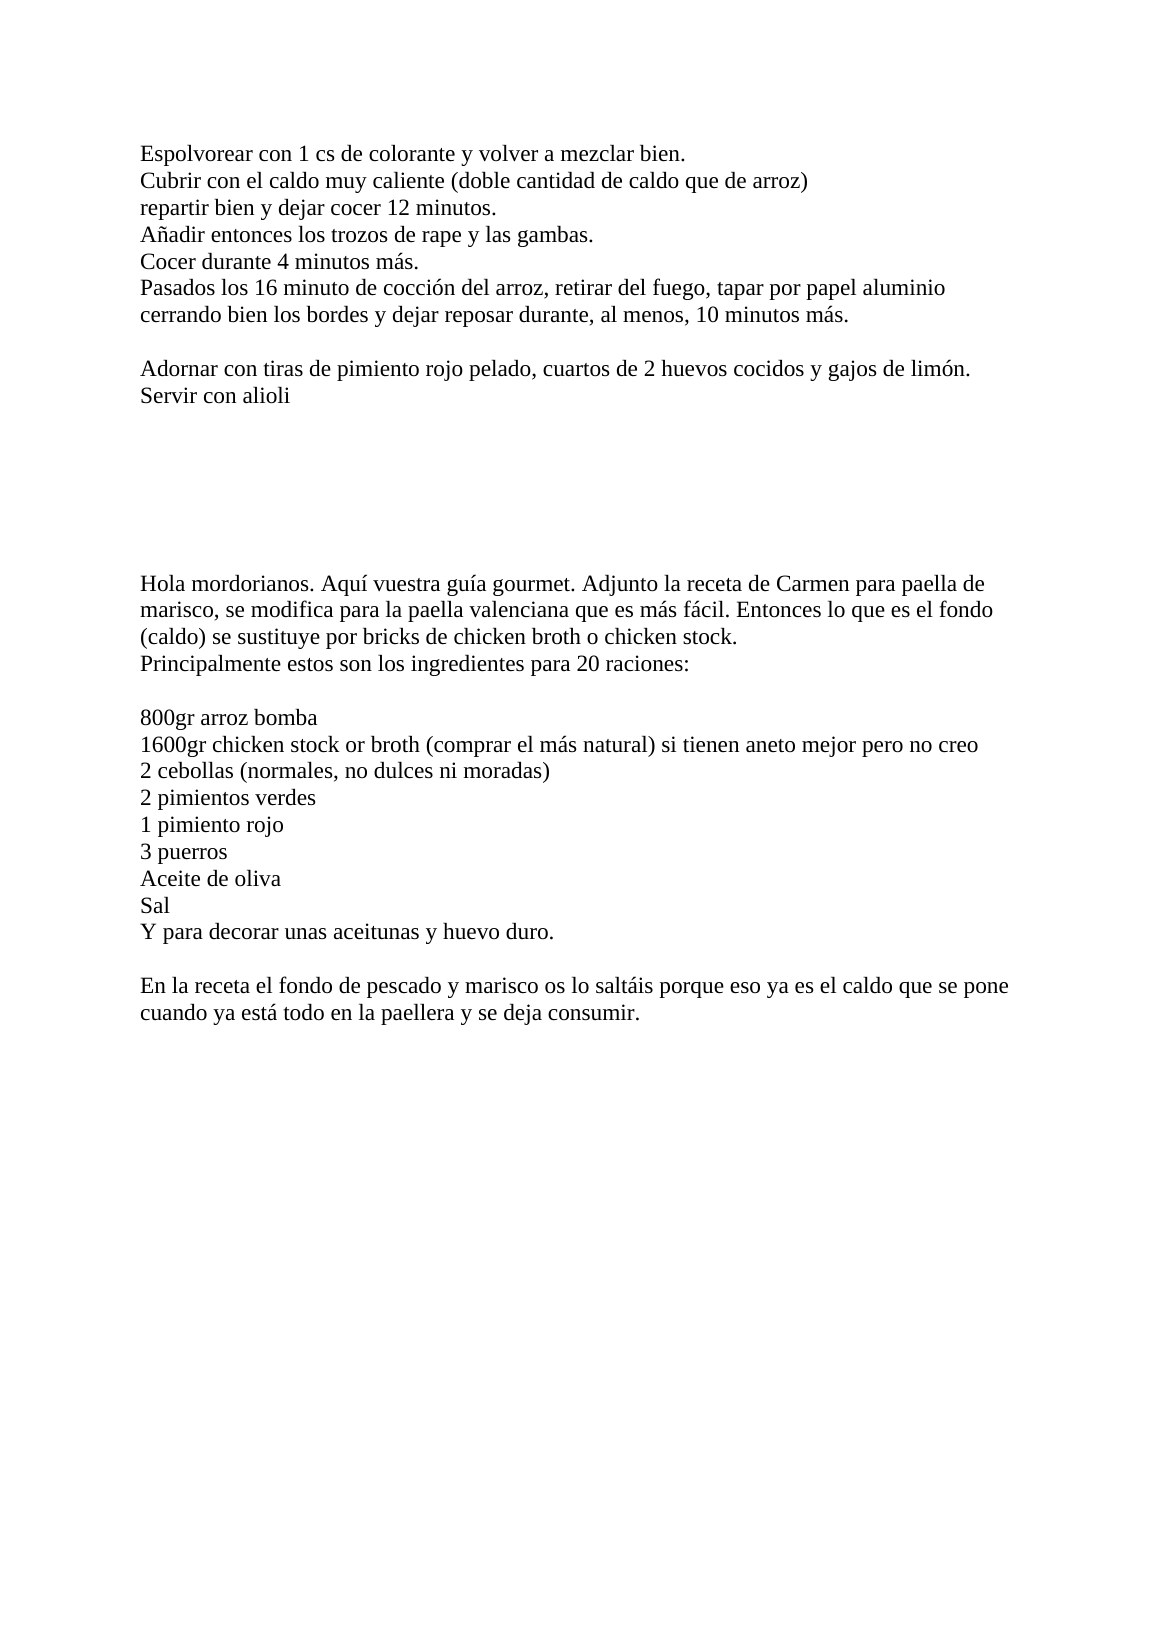 Espolvorear con 1 cs de colorante y volver a mezclar bien.
Cubrir con el caldo muy caliente (doble cantidad de caldo que de arroz)
repartir bien y dejar cocer 12 minutos.
Añadir entonces los trozos de rape y las gambas.
Cocer durante 4 minutos más.
Pasados los 16 minuto de cocción del arroz, retirar del fuego, tapar por papel aluminio
cerrando bien los bordes y dejar reposar durante, al menos, 10 minutos más.
Adornar con tiras de pimiento rojo pelado, cuartos de 2 huevos cocidos y gajos de limón.
Servir con alioli
Hola mordorianos. Aquí vuestra guía gourmet. Adjunto la receta de Carmen para paella de
marisco, se modifica para la paella valenciana que es más fácil. Entonces lo que es el fondo
(caldo) se sustituye por bricks de chicken broth o chicken stock.
Principalmente estos son los ingredientes para 20 raciones:
800gr arroz bomba
1600gr chicken stock or broth (comprar el más natural) si tienen aneto mejor pero no creo
2 cebollas (normales, no dulces ni moradas)
2 pimientos verdes
1 pimiento rojo
3 puerros
Aceite de oliva
Sal
Y para decorar unas aceitunas y huevo duro.
En la receta el fondo de pescado y marisco os lo saltáis porque eso ya es el caldo que se pone
cuando ya está todo en la paellera y se deja consumir.